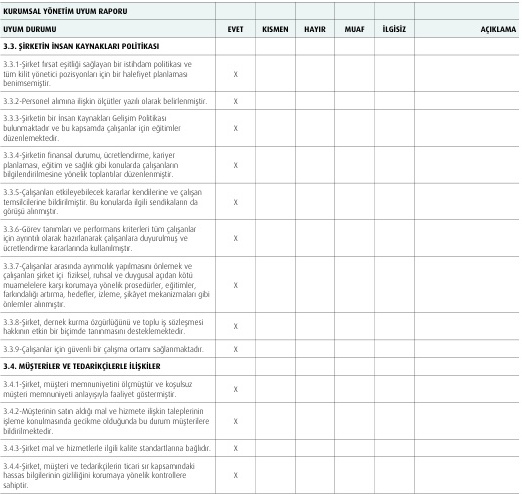 KURUMSAL YÖNETİM UYUM RAPORU
UYUM DURUMU EVET KISMEN HAYIR MUAF İLGİSİZ AÇIKLAMA
3.3. ŞİRKETİN İNSAN KAYNAKLARI POLİTİKASI
3.3.1-Şirket fırsat eşitliği sağlayan bir istihdam politikası ve
tüm kilit yönetici pozisyonları için bir halefiyet planlaması
benimsemiştir.
X
3.3.2-Personel alımına ilişkin ölçütler yazılı olarak belirlenmiştir. X
3.3.3-Şirketin bir İnsan Kaynakları Gelişim Politikası
bulunmaktadır ve bu kapsamda çalışanlar için eğitimler
düzenlemektedir.
X
3.3.4-Şirketin finansal durumu, ücretlendirme, kariyer
planlaması, eğitim ve sağlık gibi konularda çalışanların
bilgilendirilmesine yönelik toplantılar düzenlenmiştir.
X
3.3.5-Çalışanları etkileyebilecek kararlar kendilerine ve çalışan
temsilcilerine bildirilmiştir. Bu konularda ilgili sendikaların da
görüşü alınmıştır.
X
3.3.6-Görev tanımları ve performans kriterleri tüm çalışanlar
için ayrıntılı olarak hazırlanarak çalışanlara duyurulmuş ve
ücretlendirme kararlarında kullanılmıştır.
X
3.3.7-Çalışanlar arasında ayrımcılık yapılmasını önlemek ve
çalışanları şirket içi fiziksel, ruhsal ve duygusal açıdan kötü
muamelelere karşı korumaya yönelik prosedürler, eğitimler,
farkındalığı artırma, hedefler, izleme, şikâyet mekanizmaları gibi
önlemler alınmıştır.
X
3.3.8-Şirket, dernek kurma özgürlüğünü ve toplu iş sözleşmesi
hakkının etkin bir biçimde tanınmasını desteklemektedir.
X
3.3.9-Çalışanlar için güvenli bir çalışma ortamı sağlanmaktadır. X
3.4. MÜŞTERİLER VE TEDARİKÇİLERLE İLİŞKİLER
3.4.1-Şirket, müşteri memnuniyetini ölçmüştür ve koşulsuz
müşteri memnuniyeti anlayışıyla faaliyet göstermiştir.
X
3.4.2-Müşterinin satın aldığı mal ve hizmete ilişkin taleplerinin
işleme konulmasında gecikme olduğunda bu durum müşterilere
bildirilmektedir.
X
3.4.3-Şirket mal ve hizmetlerle ilgili kalite standartlarına bağlıdır. X
3.4.4-Şirket, müşteri ve tedarikçilerin ticari sır kapsamındaki
hassas bilgilerinin gizliliğini korumaya yönelik kontrollere
sahiptir.
X